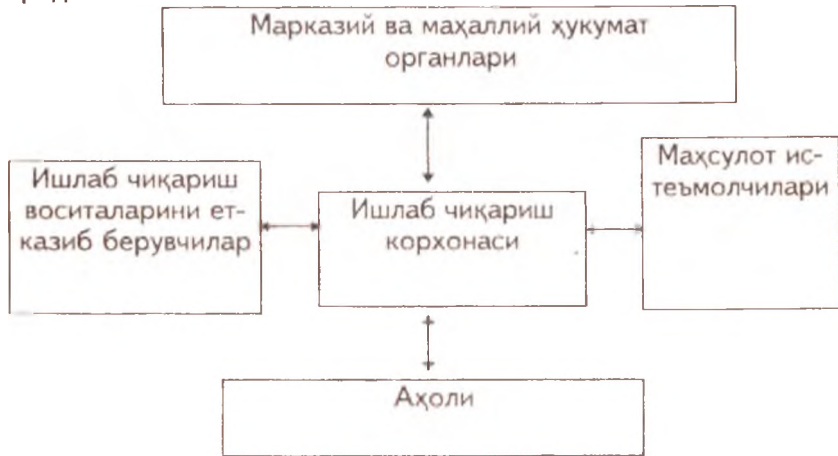 Марказий ва маҳаллий ҳукумат
органлари
Ишлаб чиқариш
воситаларини ет-
казиб берувчилар
Ишлаб чиқариш
корхонаси
Маҳсулот ис-
теъмолчилари
Аҳоли